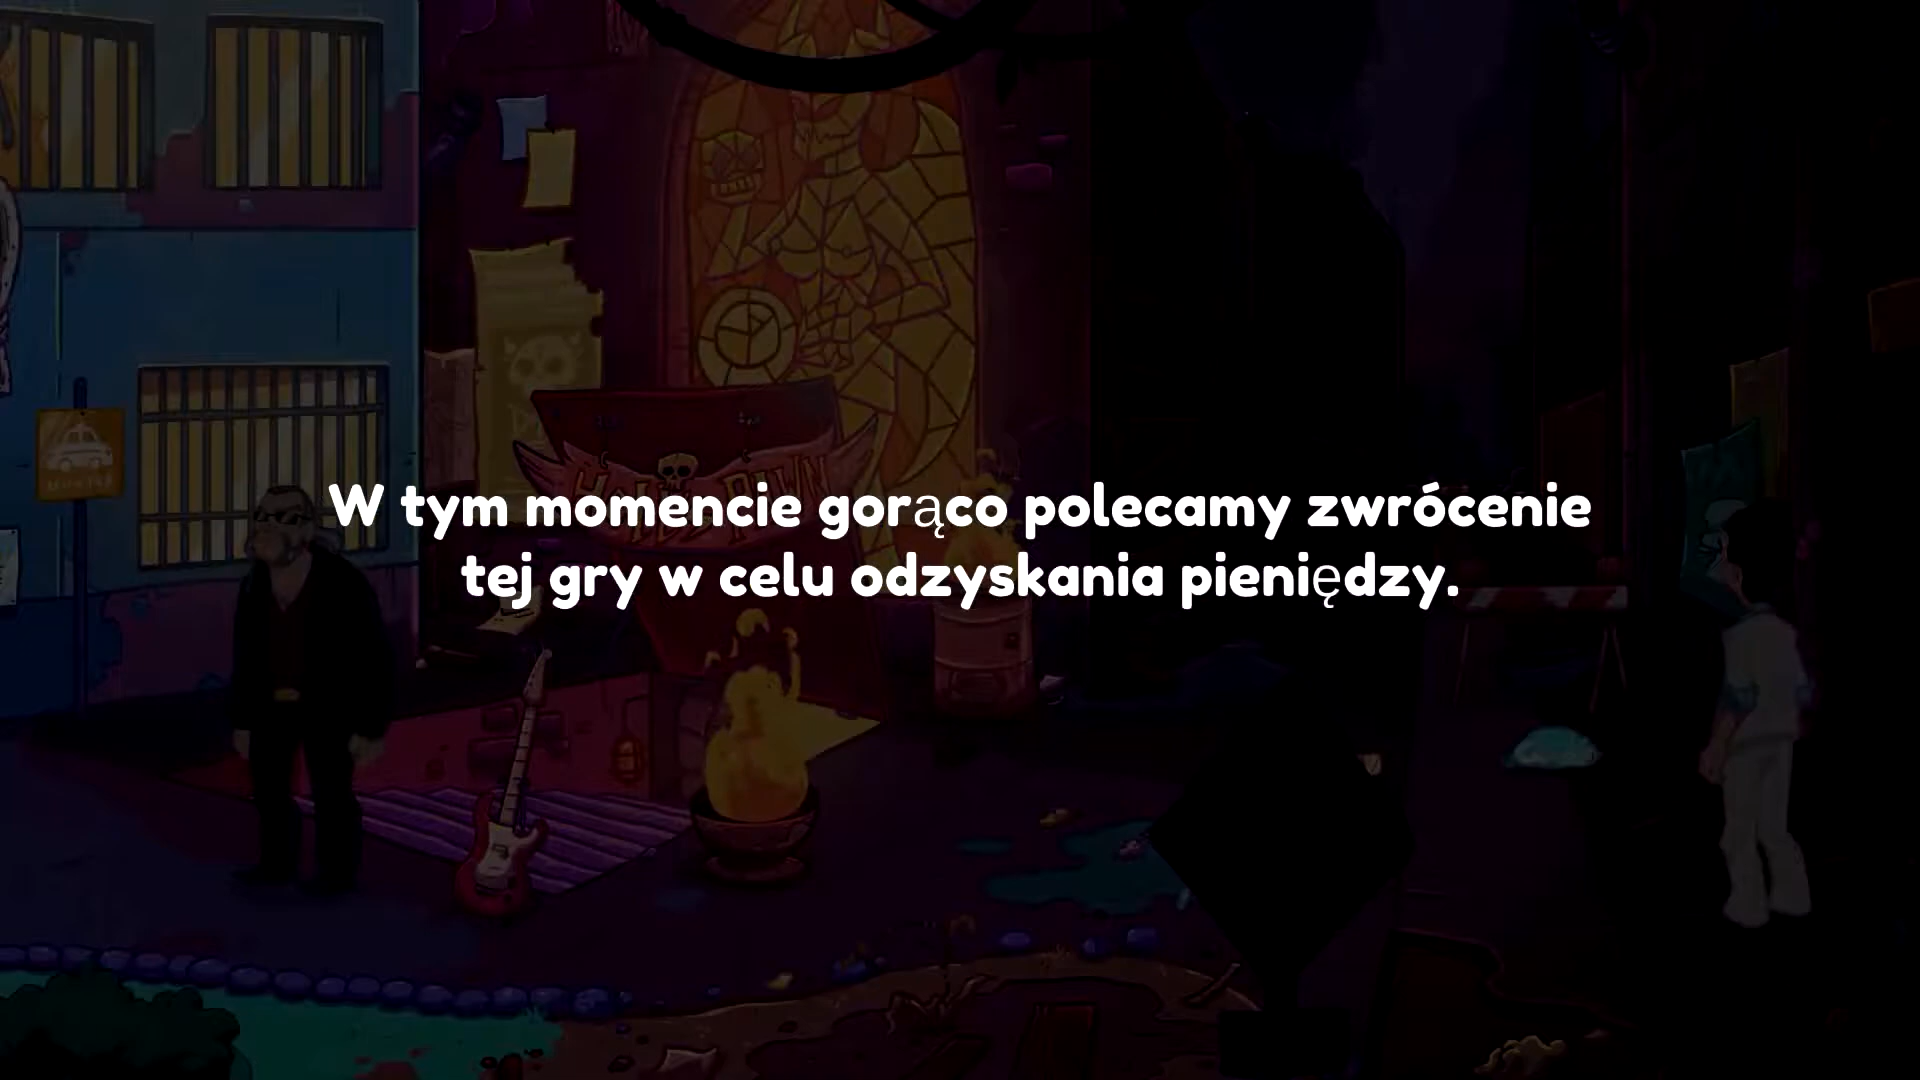 W tym momencie gorąco polecamy zwrócenie
tej gry w celu odzyskania pieniędzy.